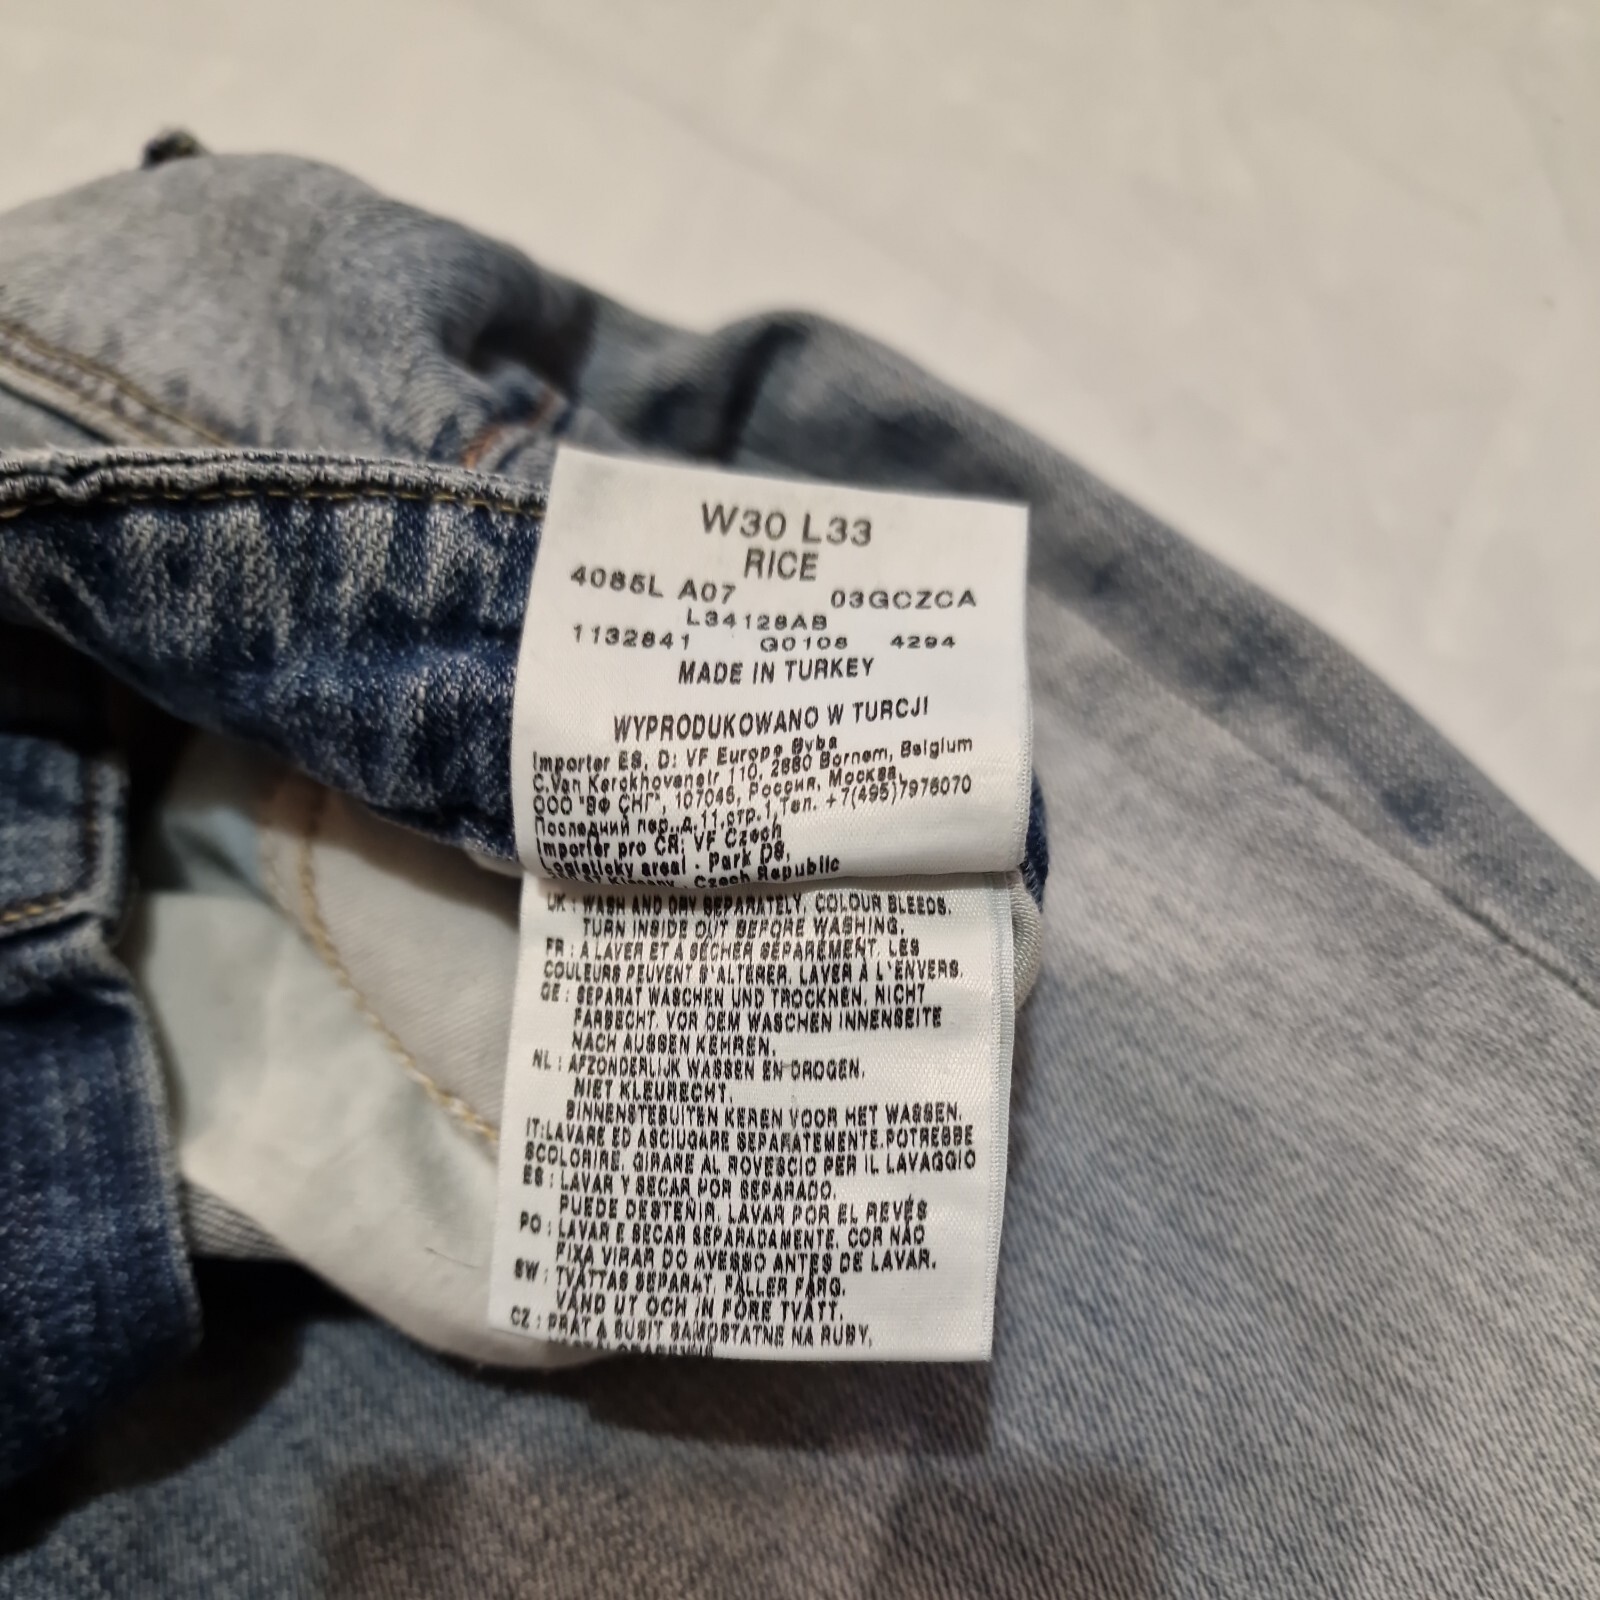 W30 L33
RICE
4085L A07 03GCZCA
L34128AB
1132841 G0108 4294
MADE IN TURKEY
WYPRODUKOWANO W TURCJI
Importer ES, D: VF Europe Bvba
C.Van Kerckhovenstr 110, 2880 Bornem, Belgium
ООО "ВФ СНГ", 107045, Россия, Москва,
Последний пер.,д.11,стр.1,Тел. +7(495)7976070
Importer pro ČR: VF Czech
Logisticky areal - Park D8,
Czech Republic
UK : WASH AND DRY SEPARATELY, COLOUR BLEEDS.
TURN INSIDE OUT BEFORE WASHING.
FR : A LAVER ET A SÉCHER SÉPAREMENT. LES
COULEURS PEUVENT S'ALTERER. LAVER À L'ENVERS.
GE : SEPARAT WASCHEN UND TROCKNEN. NICHT
FARBECHT. VOR DEM WASCHEN INNENSEITE
NACH AUSSEN KEHREN.
NL : AFZONDERLIJK WASSEN EN DROGEN.
NIET KLEURECHT.
BINNENSTEBUITEN KEREN VOOR HET WASSEN.
IT:LAVARE ED ASCIUGARE SEPARATEMENTE.POTREBBE
SCOLORIRE. GIRARE AL ROVESCIO PER IL LAVAGGIO
ES : LAVAR Y SECAR POR SEPARADO.
PUEDE DESTEÑIR. LAVAR POR EL REVÉS
PO : LAVAR E SECAR SEPARADAMENTE. COR NÃO
FIXA VIRAR DO AVESSO ANTES DE LAVAR.
SW : TVÄTTAS SEPARAT. FÄLLER FÄRG.
VÄND UT OCH IN FÖRE TVÄTT.
CZ : PRÁT A SUSIT SAMOSTATNE NA RUBY,